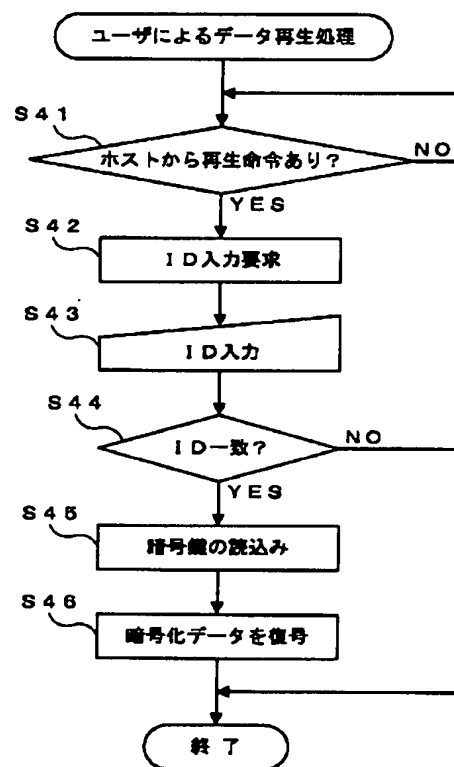 ユーザによるデータ再生処理
S41
ホストから再生命令あり?
NO
YES
S42
ID入力要求
S43
ID入力
S44
ID一致?
NO
YES
S45
暗号鍵の読込み
S46
暗号化データを復号
終了